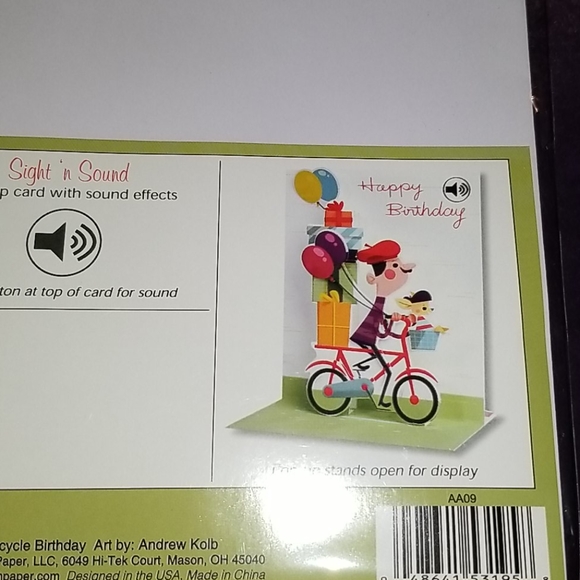 Sight 'n Sound
p card with sound effects
ton at top of card for sound
Happy
Birthday
stands open for display
AA09
cycle Birthday Art by: Andrew Kolb
Paper, LLC, 6049 Hi-Tek Court, Mason, OH 45040
npaper.com Designed in the USA, Made in China